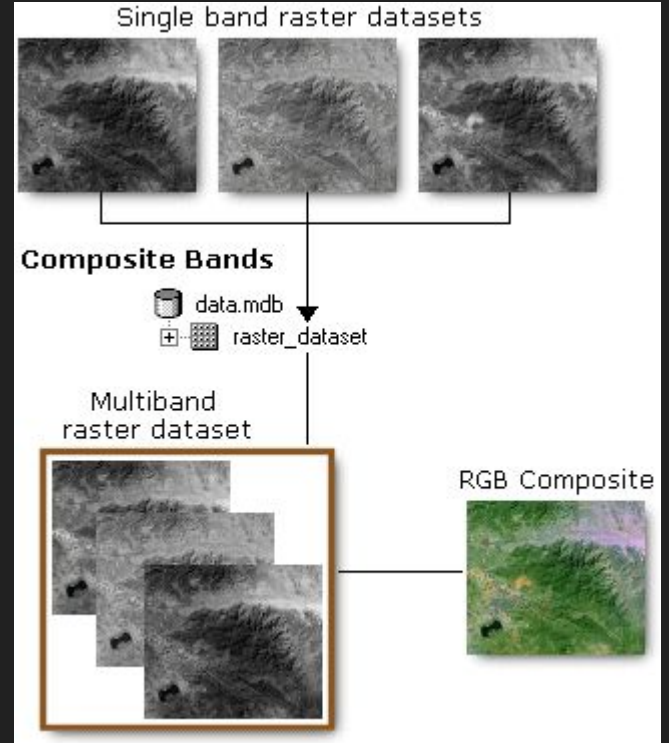 Single band raster datasets
Composite Bands
data.mdb
raster_dataset
Multiband
raster dataset
RGB Composite